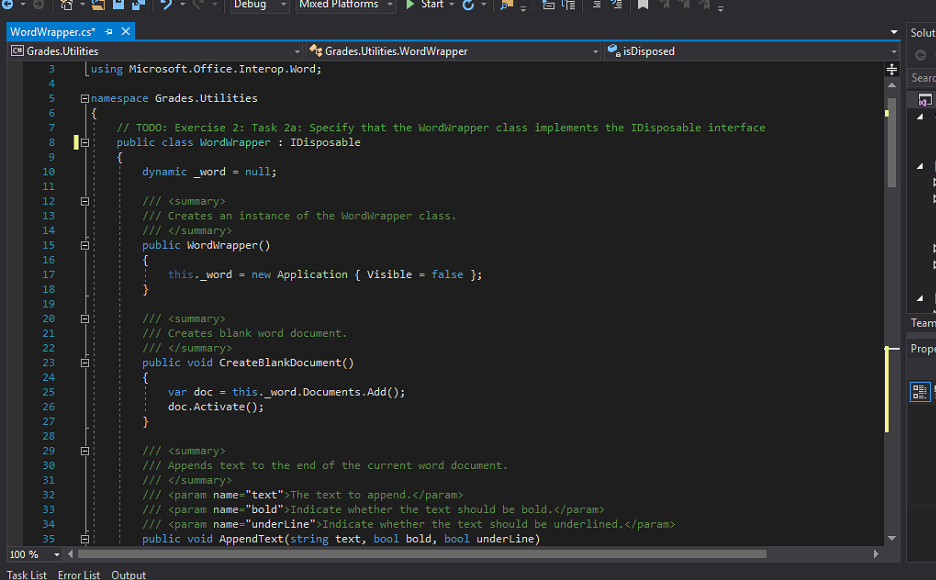 Debug Mixed Platforms Start
WordWrapper.cs*
Grades.Utilities Grades.Utilities.WordWrapper isDisposed
3 using Microsoft.Office.Interop.Word;
4
5 namespace Grades.Utilities
6 {
7 // TODO: Exercise 2: Task 2a: Specify that the WordWrapper class implements the IDisposable interface
8 public class WordWrapper : IDisposable
9 {
10 dynamic _word = null;
11
12 /// <summary>
13 /// Creates an instance of the WordWrapper class.
14 /// </summary>
15 public WordWrapper()
16 {
17 this._word = new Application { Visible = false };
18 }
19
20 /// <summary>
21 /// Creates blank word document.
22 /// </summary>
23 public void CreateBlankDocument()
24 {
25 var doc = this._word.Documents.Add();
26 doc.Activate();
27 }
28
29 /// <summary>
30 /// Appends text to the end of the current word document.
31 /// </summary>
32 /// <param name="text">The text to append.</param>
33 /// <param name="bold">Indicate whether the text should be bold.</param>
34 /// <param name="underLine">Indicate whether the text should be underlined.</param>
35 public void AppendText(string text, bool bold, bool underLine)
100 %
Task List Error List Output
Solut
Searc
Team
Prope